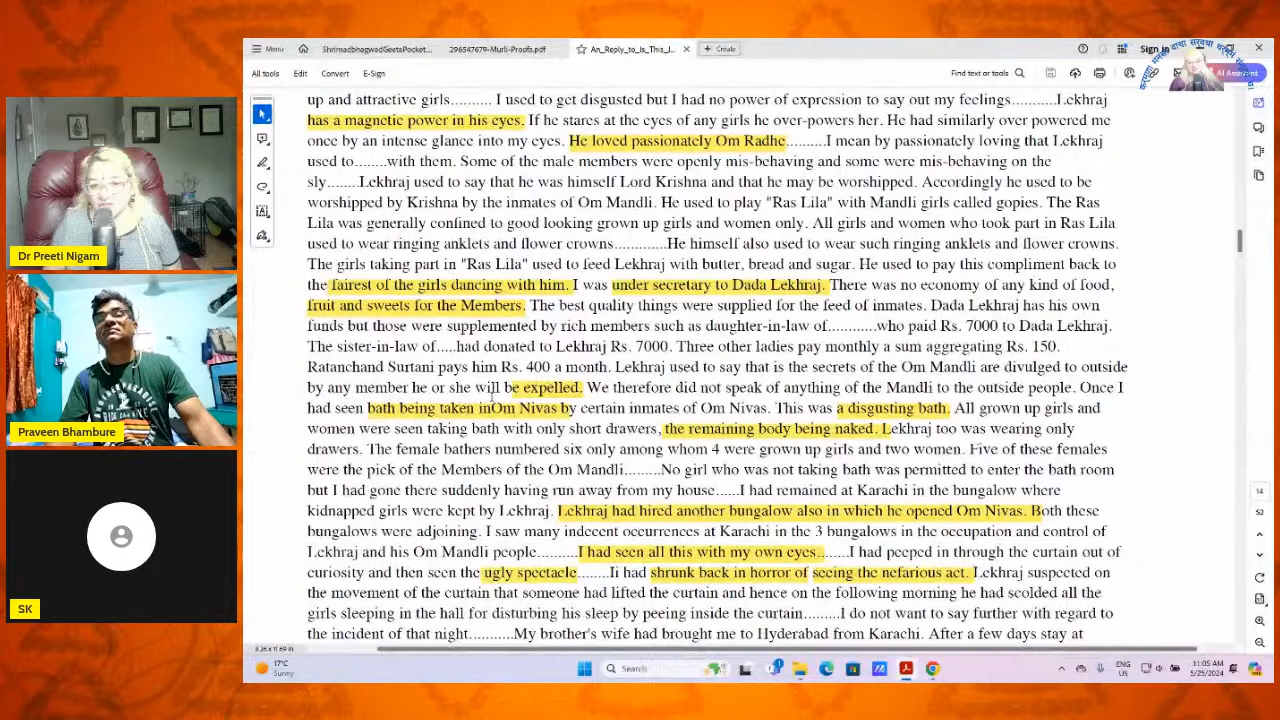 Menu
ShrimadbhagwadGeetaPocket...
296547679-Murli-Proofs.pdf
An_Reply_to_Is_This_J...
Create
Sign in
All tools
Edit
Convert
E-Sign
Find text or tools
AI Assistant
up and attractive girls.......... I used to get disgusted but I had no power of expression to say out my feelings..........Lekhraj
has a magnetic power in his eyes. If he stares at the eyes of any girls he over-powers her. He had similarly over powered me
once by an intense glance into my eyes. He loved passionately Om Radhe.........I mean by passionately loving that Lekhraj
used to........with them. Some of the male members were openly mis-behaving and some were mis-behaving on the
sly.......Lekhraj used to say that he was himself Lord Krishna and that he may be worshipped. Accordingly he used to be
worshipped by Krishna by the inmates of Om Mandli. He used to play "Ras Lila" with Mandli girls called gopies. The Ras
Lila was generally confined to good looking grown up girls and women only. All girls and women who took part in Ras Lila
used to wear ringing anklets and flower crowns............He himself also used to wear such ringing anklets and flower crowns.
The girls taking part in "Ras Lila" used to feed Lekhraj with butter, bread and sugar. He used to pay this compliment back to
the fairest of the girls dancing with him. I was under secretary to Dada Lekhraj. There was no economy of any kind of food,
fruit and sweets for the Members. The best quality things were supplied for the feed of inmates. Dada Lekhraj has his own
funds but those were supplemented by rich members such as daughter-in-law of...........who paid Rs. 7000 to Dada Lekhraj.
The sister-in-law of.....had donated to Lekhraj Rs. 7000. Three other ladies pay monthly a sum aggregating Rs. 150.
Ratanchand Surtani pays him Rs. 400 a month. Lekhraj used to say that is the secrets of the Om Mandli are divulged to outside
by any member he or she will be expelled. We therefore did not speak of anything of the Mandli to the outside people. Once I
had seen bath being taken inOm Nivas by certain inmates of Om Nivas. This was a disgusting bath. All grown up girls and
women were seen taking bath with only short drawers, the remaining body being naked. Lekhraj too was wearing only
drawers. The female bathers numbered six only among whom 4 were grown up girls and two women. Five of these females
were the pick of the Members of the Om Mandli........No girl who was not taking bath was permitted to enter the bath room
but I had gone there suddenly having run away from my house......I had remained at Karachi in the bungalow where
kidnapped girls were kept by Lekhraj. Lekhraj had hired another bungalow also in which he opened Om Nivas. Both these
bungalows were adjoining. I saw many indecent occurrences at Karachi in the 3 bungalows in the occupation and control of
Lekhraj and his Om Mandli people.........I had seen all this with my own eyes.......I had peeped in through the curtain out of
curiosity and then seen the ugly spectacle.......Ii had shrunk back in horror of seeing the nefarious act. Lekhraj suspected on
the movement of the curtain that someone had lifted the curtain and hence on the following morning he had scolded all the
girls sleeping in the hall for disturbing his sleep by peeing inside the curtain........I do not want to say further with regard to
the incident of that night..........My brother's wife had brought me to Hyderabad from Karachi. After a few days stay at
14
52
8.26 x 11.69 in
Dr Preeti Nigam
Praveen Bhambure
SK
17°C
Sunny
Search
ENG
US
11:05 AM
5/25/2024